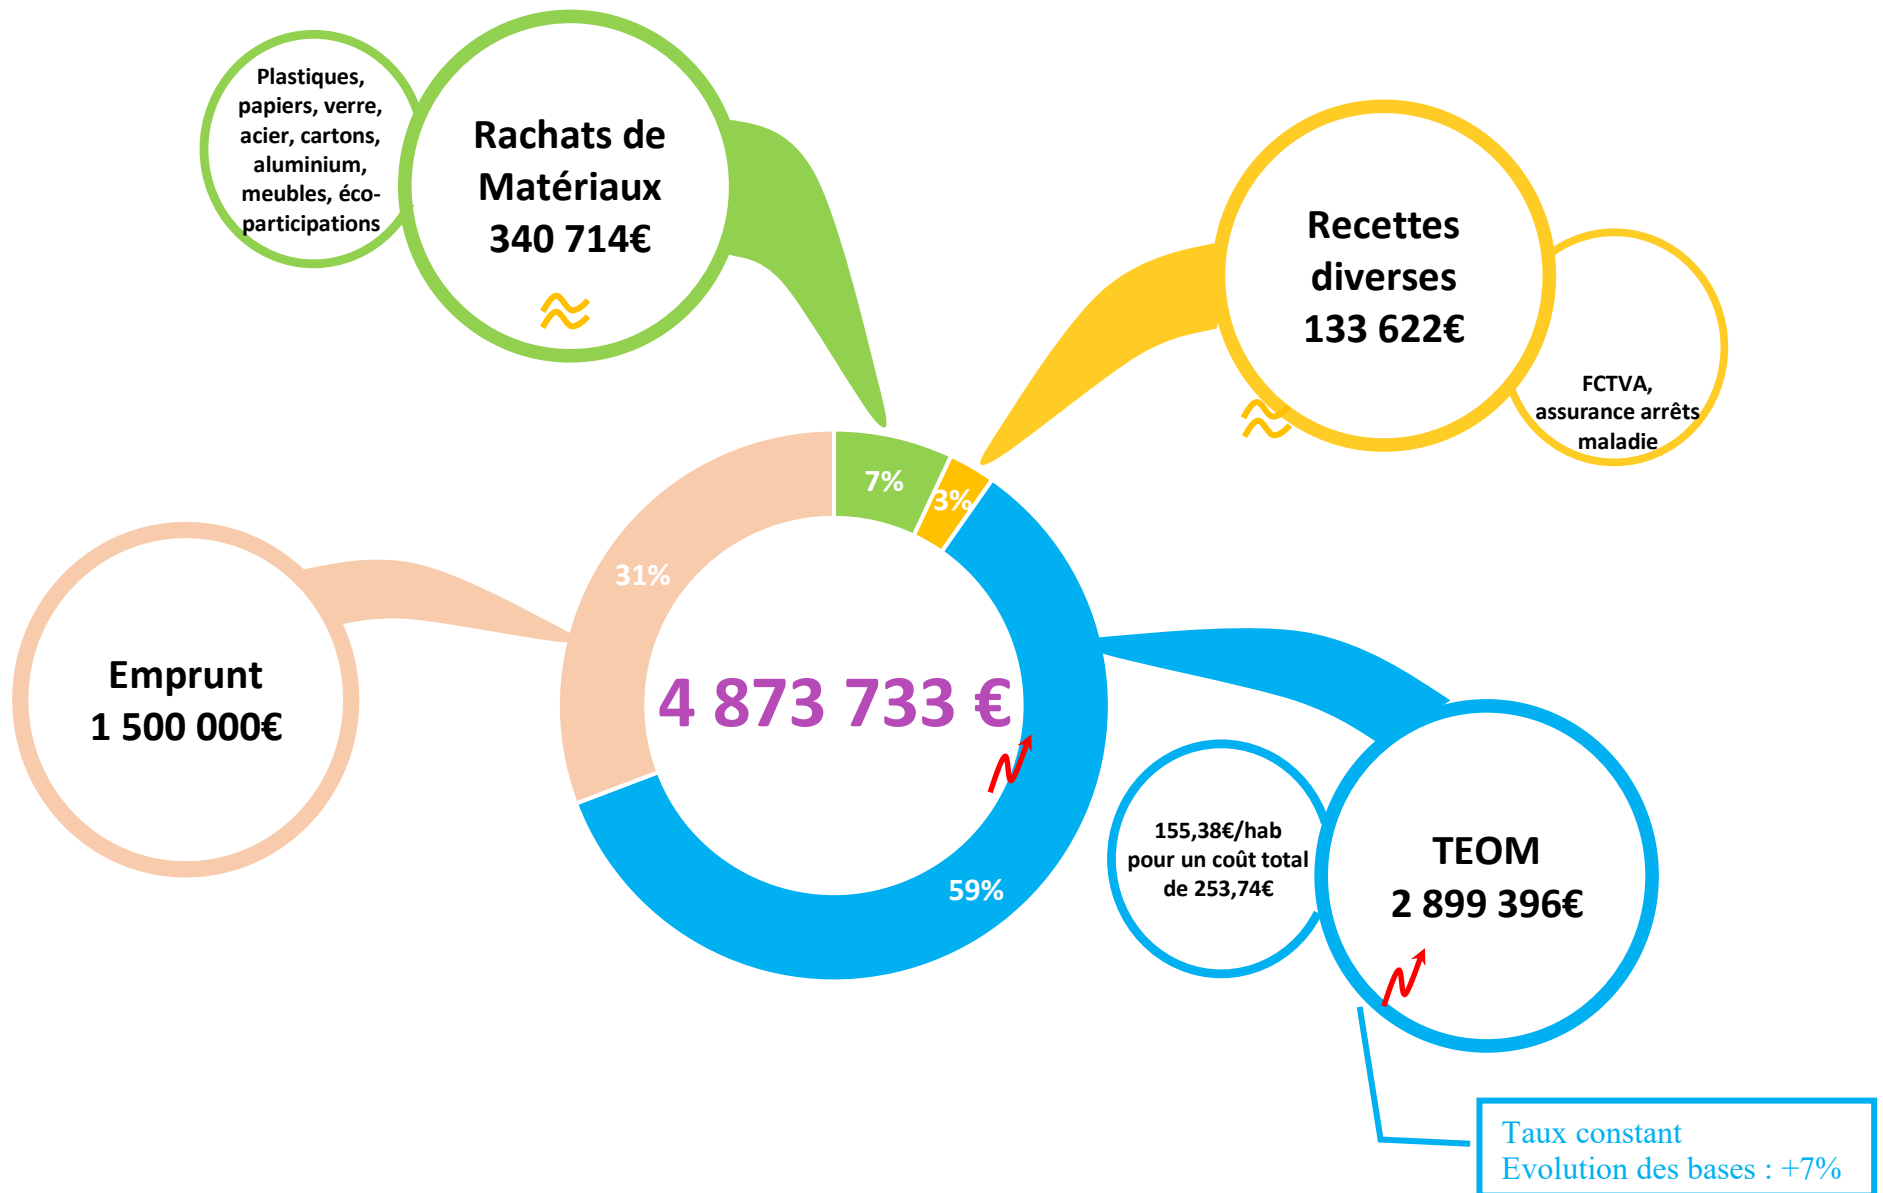 Plastiques,
papiers, verre,
acier, cartons,
aluminium,
meubles, éco-
participations
Rachats de
Matériaux
340 714€
Recettes
diverses
133 622€
FCTVA,
assurance arrêts
maladie
7%
3%
31%
59%
4 873 733 €
Emprunt
1 500 000€
155,38€/hab
pour un coût total
de 253,74€
TEOM
2 899 396€
Taux constant
Evolution des bases : +7%